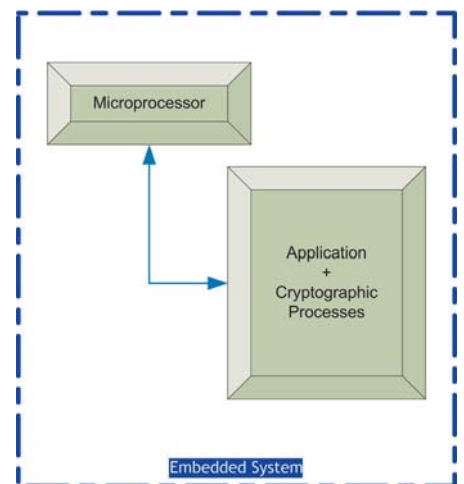 Microprocessor
Application
+
Cryptographic
Processes
Embedded System